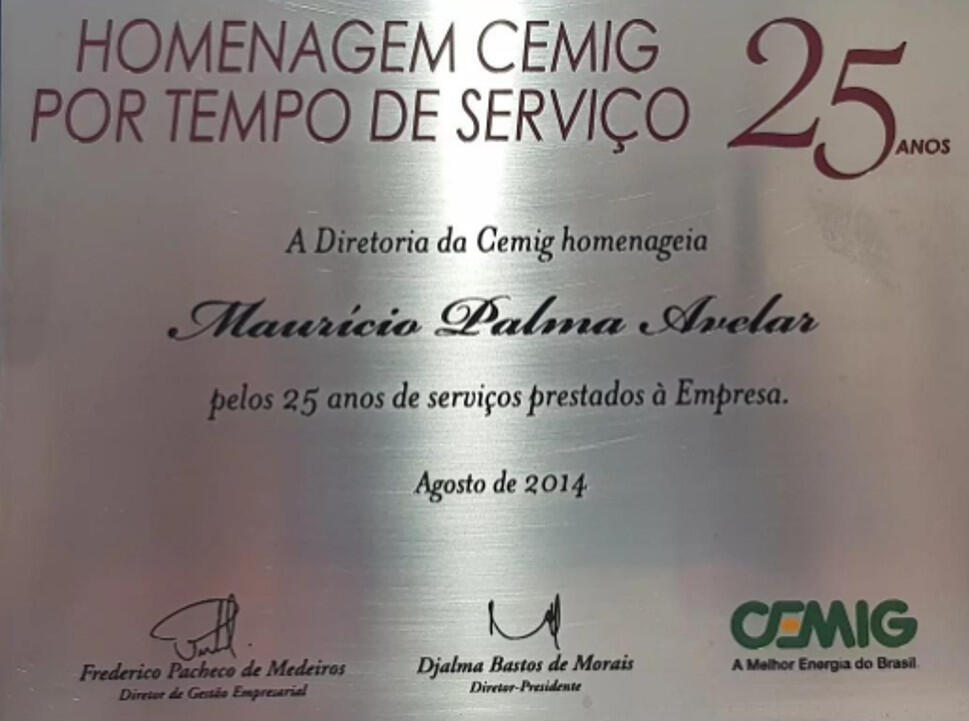 HOMENAGEM CEMIG
POR TEMPO DE SERVIÇO
25 ANOS
A Diretoria da Cemig homenageia
Maurício Palma Avelar
pelos 25 anos de serviços prestados à Empresa.
Agosto de 2014
Frederico Pacheco de Medeiros
Diretor de Gestão Empresarial
Djalma Bastos de Morais
Diretor-Presidente
CEMIG
A Melhor Energia do Brasil.